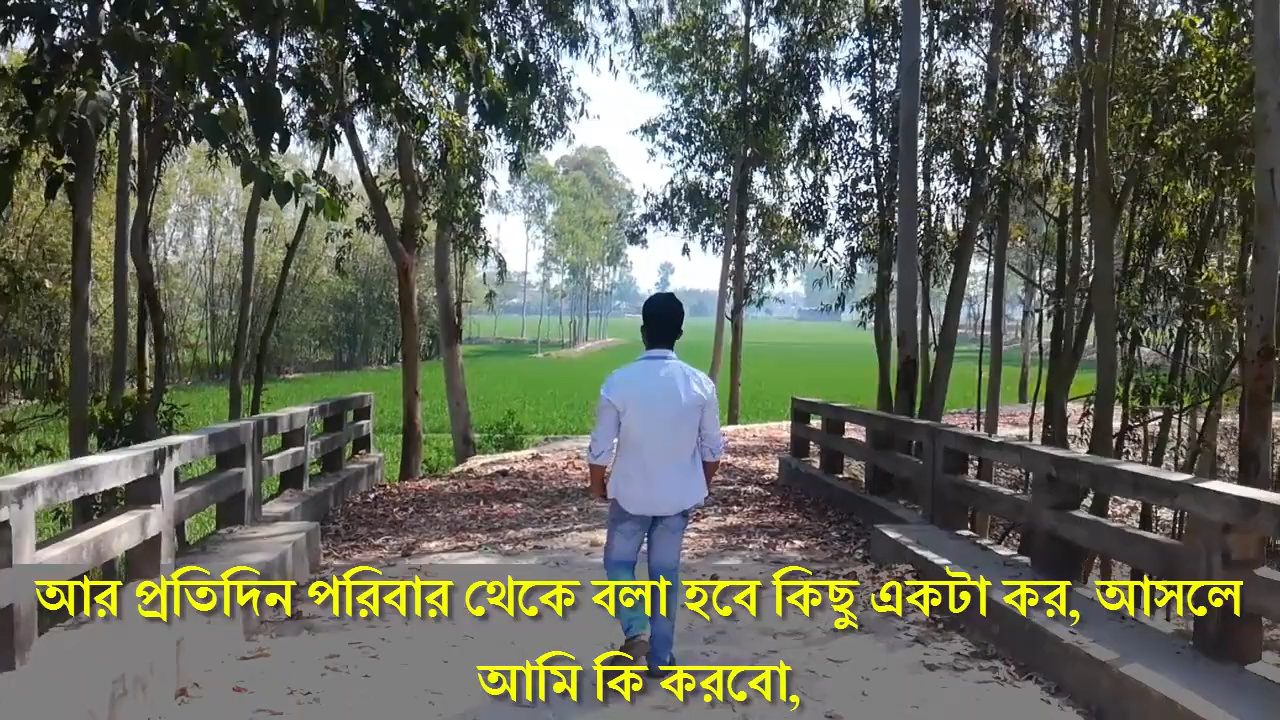 আর প্রতিদিন পরিবার থেকে বলা হবে কিছু একটা কর, আসলে
আমি কি করবো,